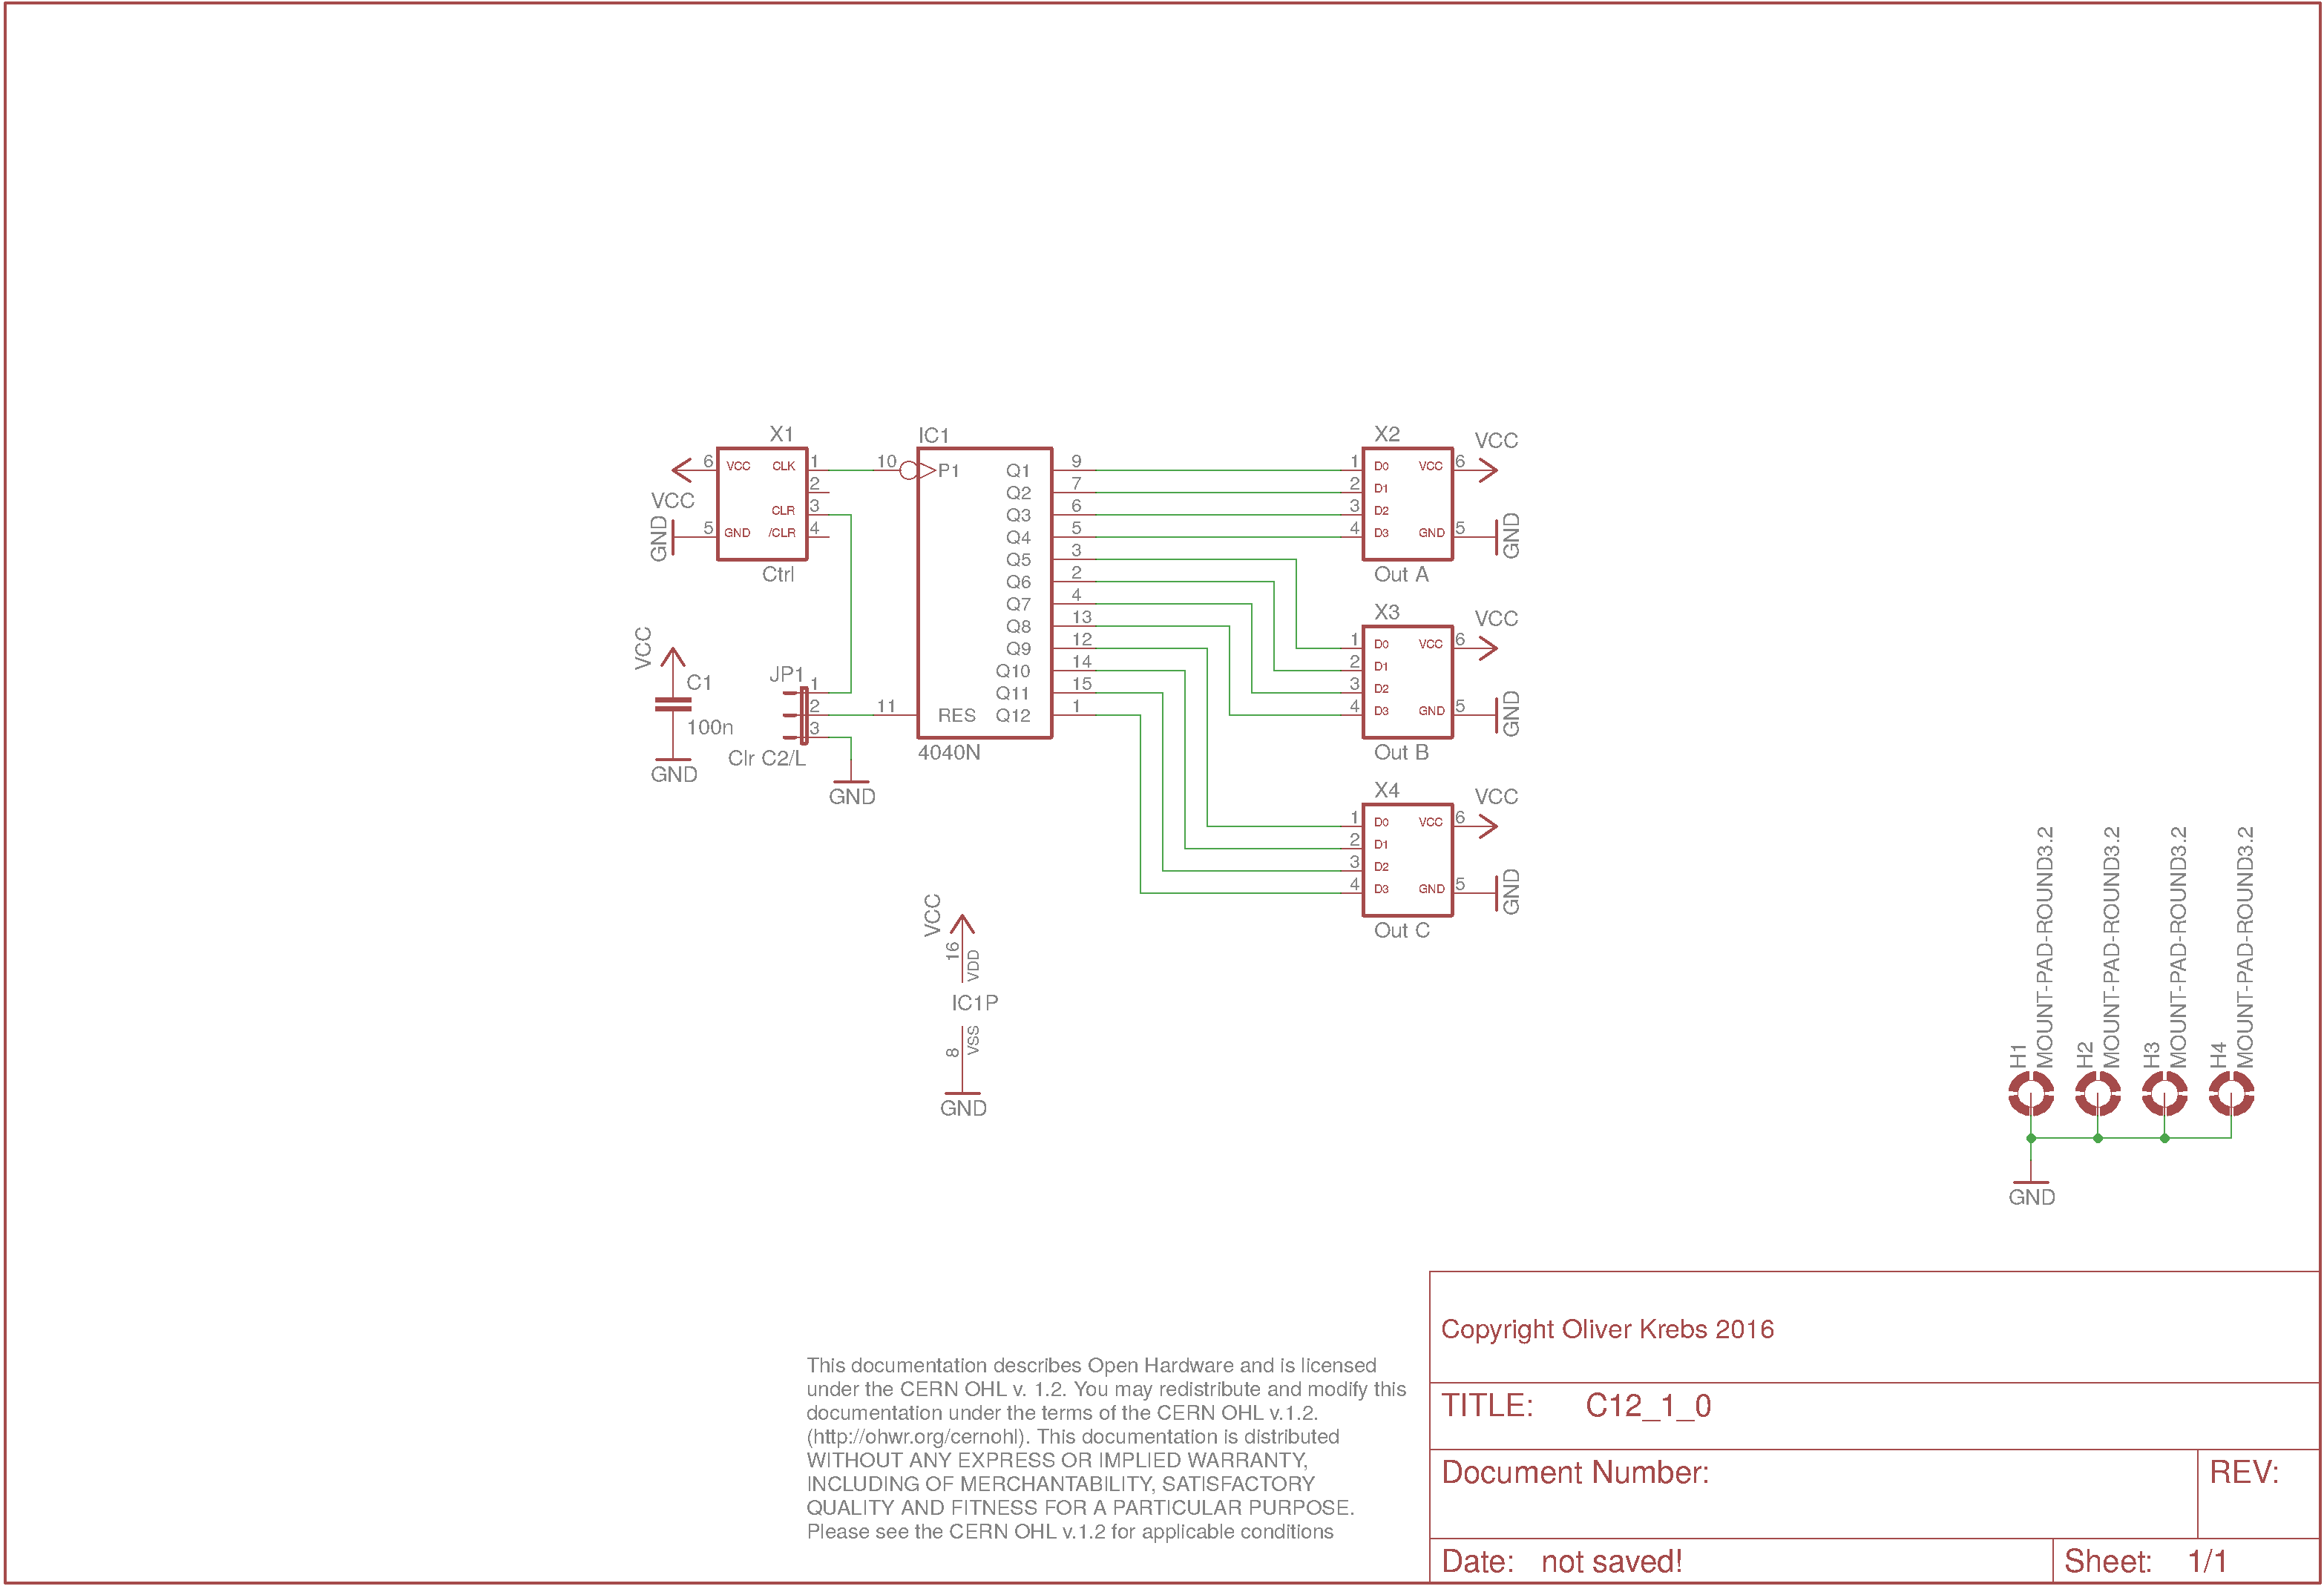 X1
6 VCC CLK 1
2
CLR 3
5 GND /CLR 4
VCC
GND
Ctrl
IC1
10 P1
11 RES
Q1 9
Q2 7
Q3 6
Q4 5
Q5 3
Q6 2
Q7 4
Q8 13
Q9 12
Q10 14
Q11 15
Q12 1
4040N
X2
VCC
1 D0 VCC 6
2 D1
3 D2
4 D3 GND 5
GND
Out A
X3
VCC
1 D0 VCC 6
2 D1
3 D2
4 D3 GND 5
GND
Out B
X4
VCC
1 D0 VCC 6
2 D1
3 D2
4 D3 GND 5
GND
Out C
VCC
C1
100n
GND
JP1
1
2
3
Clr C2/L
GND
VCC
16 VDD
IC1P
8 VSS
GND
H1 MOUNT-PAD-ROUND3.2
H2 MOUNT-PAD-ROUND3.2
H3 MOUNT-PAD-ROUND3.2
H4 MOUNT-PAD-ROUND3.2
GND
This documentation describes Open Hardware and is licensed
under the CERN OHL v. 1.2. You may redistribute and modify this
documentation under the terms of the CERN OHL v.1.2.
(http://ohwr.org/cernohl). This documentation is distributed
WITHOUT ANY EXPRESS OR IMPLIED WARRANTY,
INCLUDING OF MERCHANTABILITY, SATISFACTORY
QUALITY AND FITNESS FOR A PARTICULAR PURPOSE.
Please see the CERN OHL v.1.2 for applicable conditions
Copyright Oliver Krebs 2016
TITLE: C12_1_0
Document Number:
REV:
Date: not saved!
Sheet: 1/1